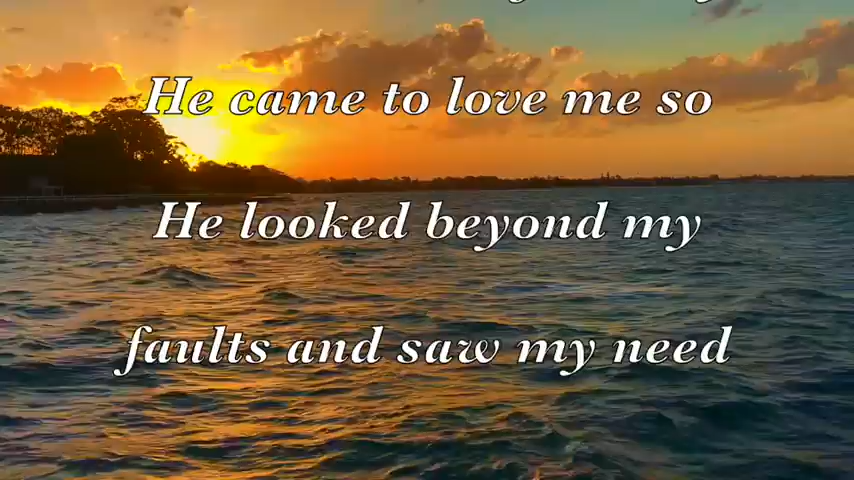 He came to love me so
He looked beyond my
faults and saw my need